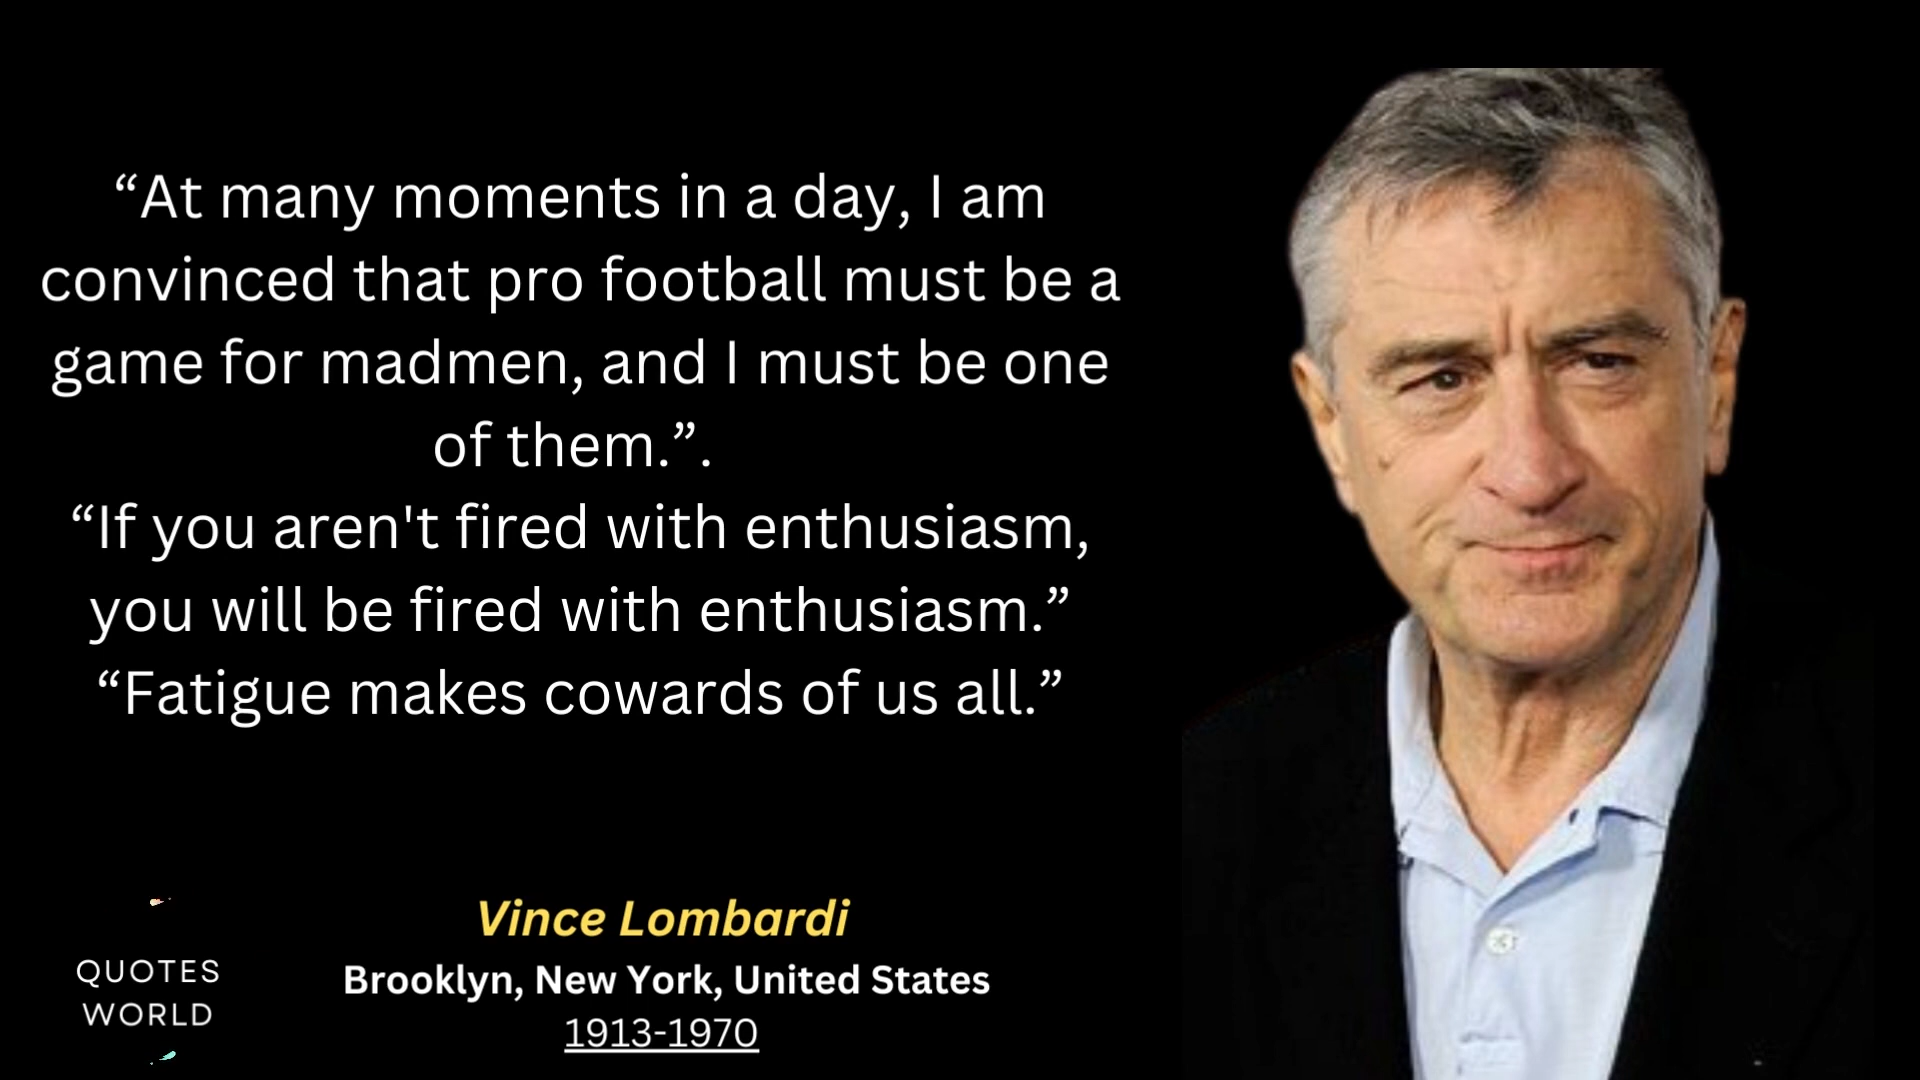 “At many moments in a day, I am
convinced that pro football must be a
game for madmen, and I must be one
of them.”.
“If you aren't fired with enthusiasm,
you will be fired with enthusiasm.”
“Fatigue makes cowards of us all.”
Vince Lombardi
Brooklyn, New York, United States
1913-1970
QUOTES
WORLD